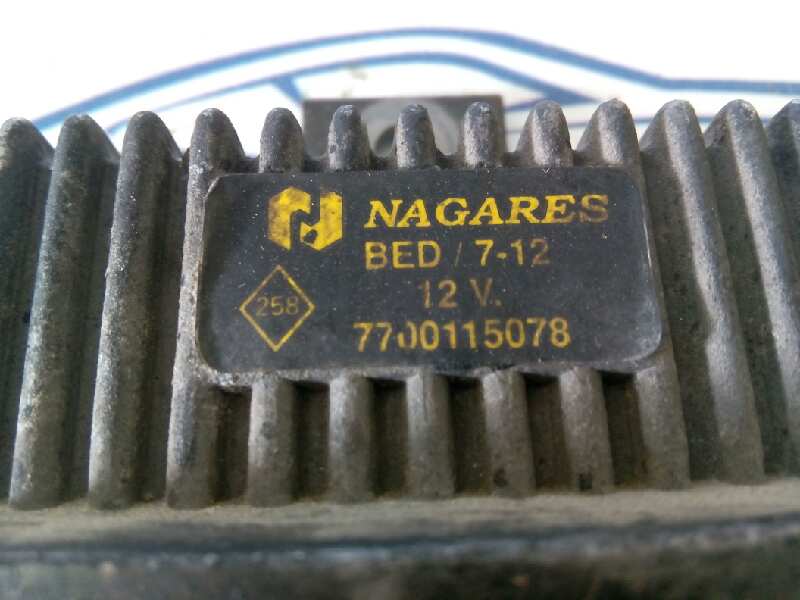 NAGARES
BED / 7-12
258
12 V.
7700115078